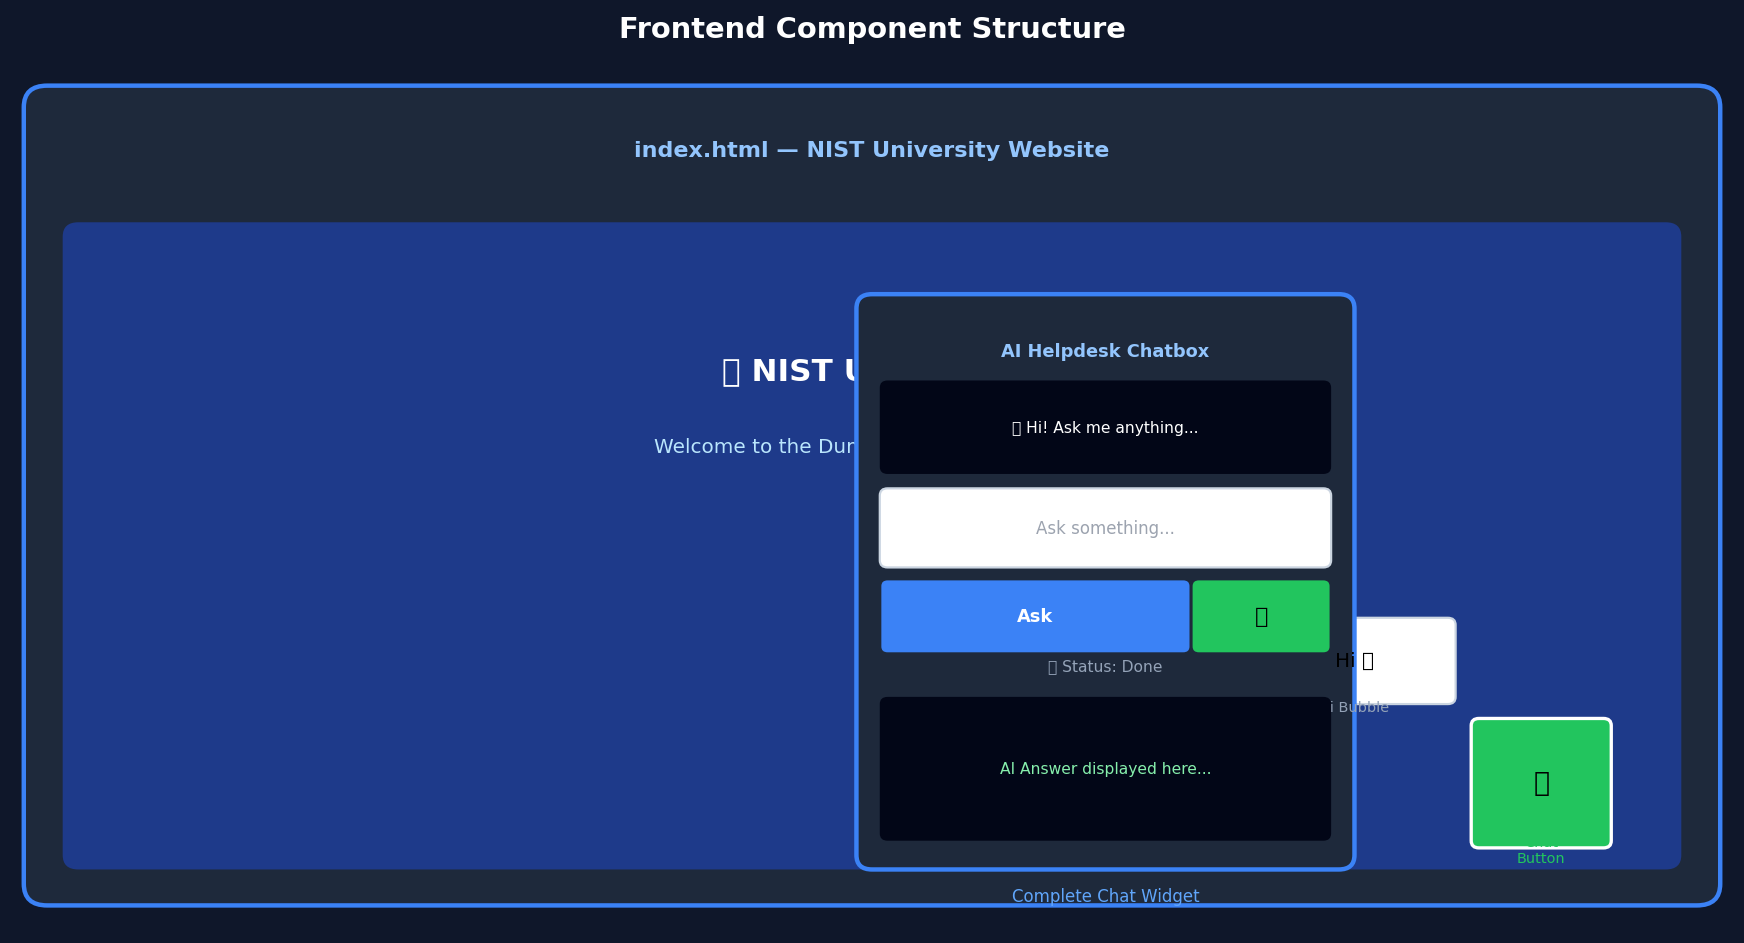 Frontend Component Structure
index.html — NIST University Website
NIST U
Welcome to the Dur
AI Helpdesk Chatbox
Hi! Ask me anything...
Ask something...
Ask
Status: Done
Hi
i Bubble
AI Answer displayed here...
Button
Complete Chat Widget